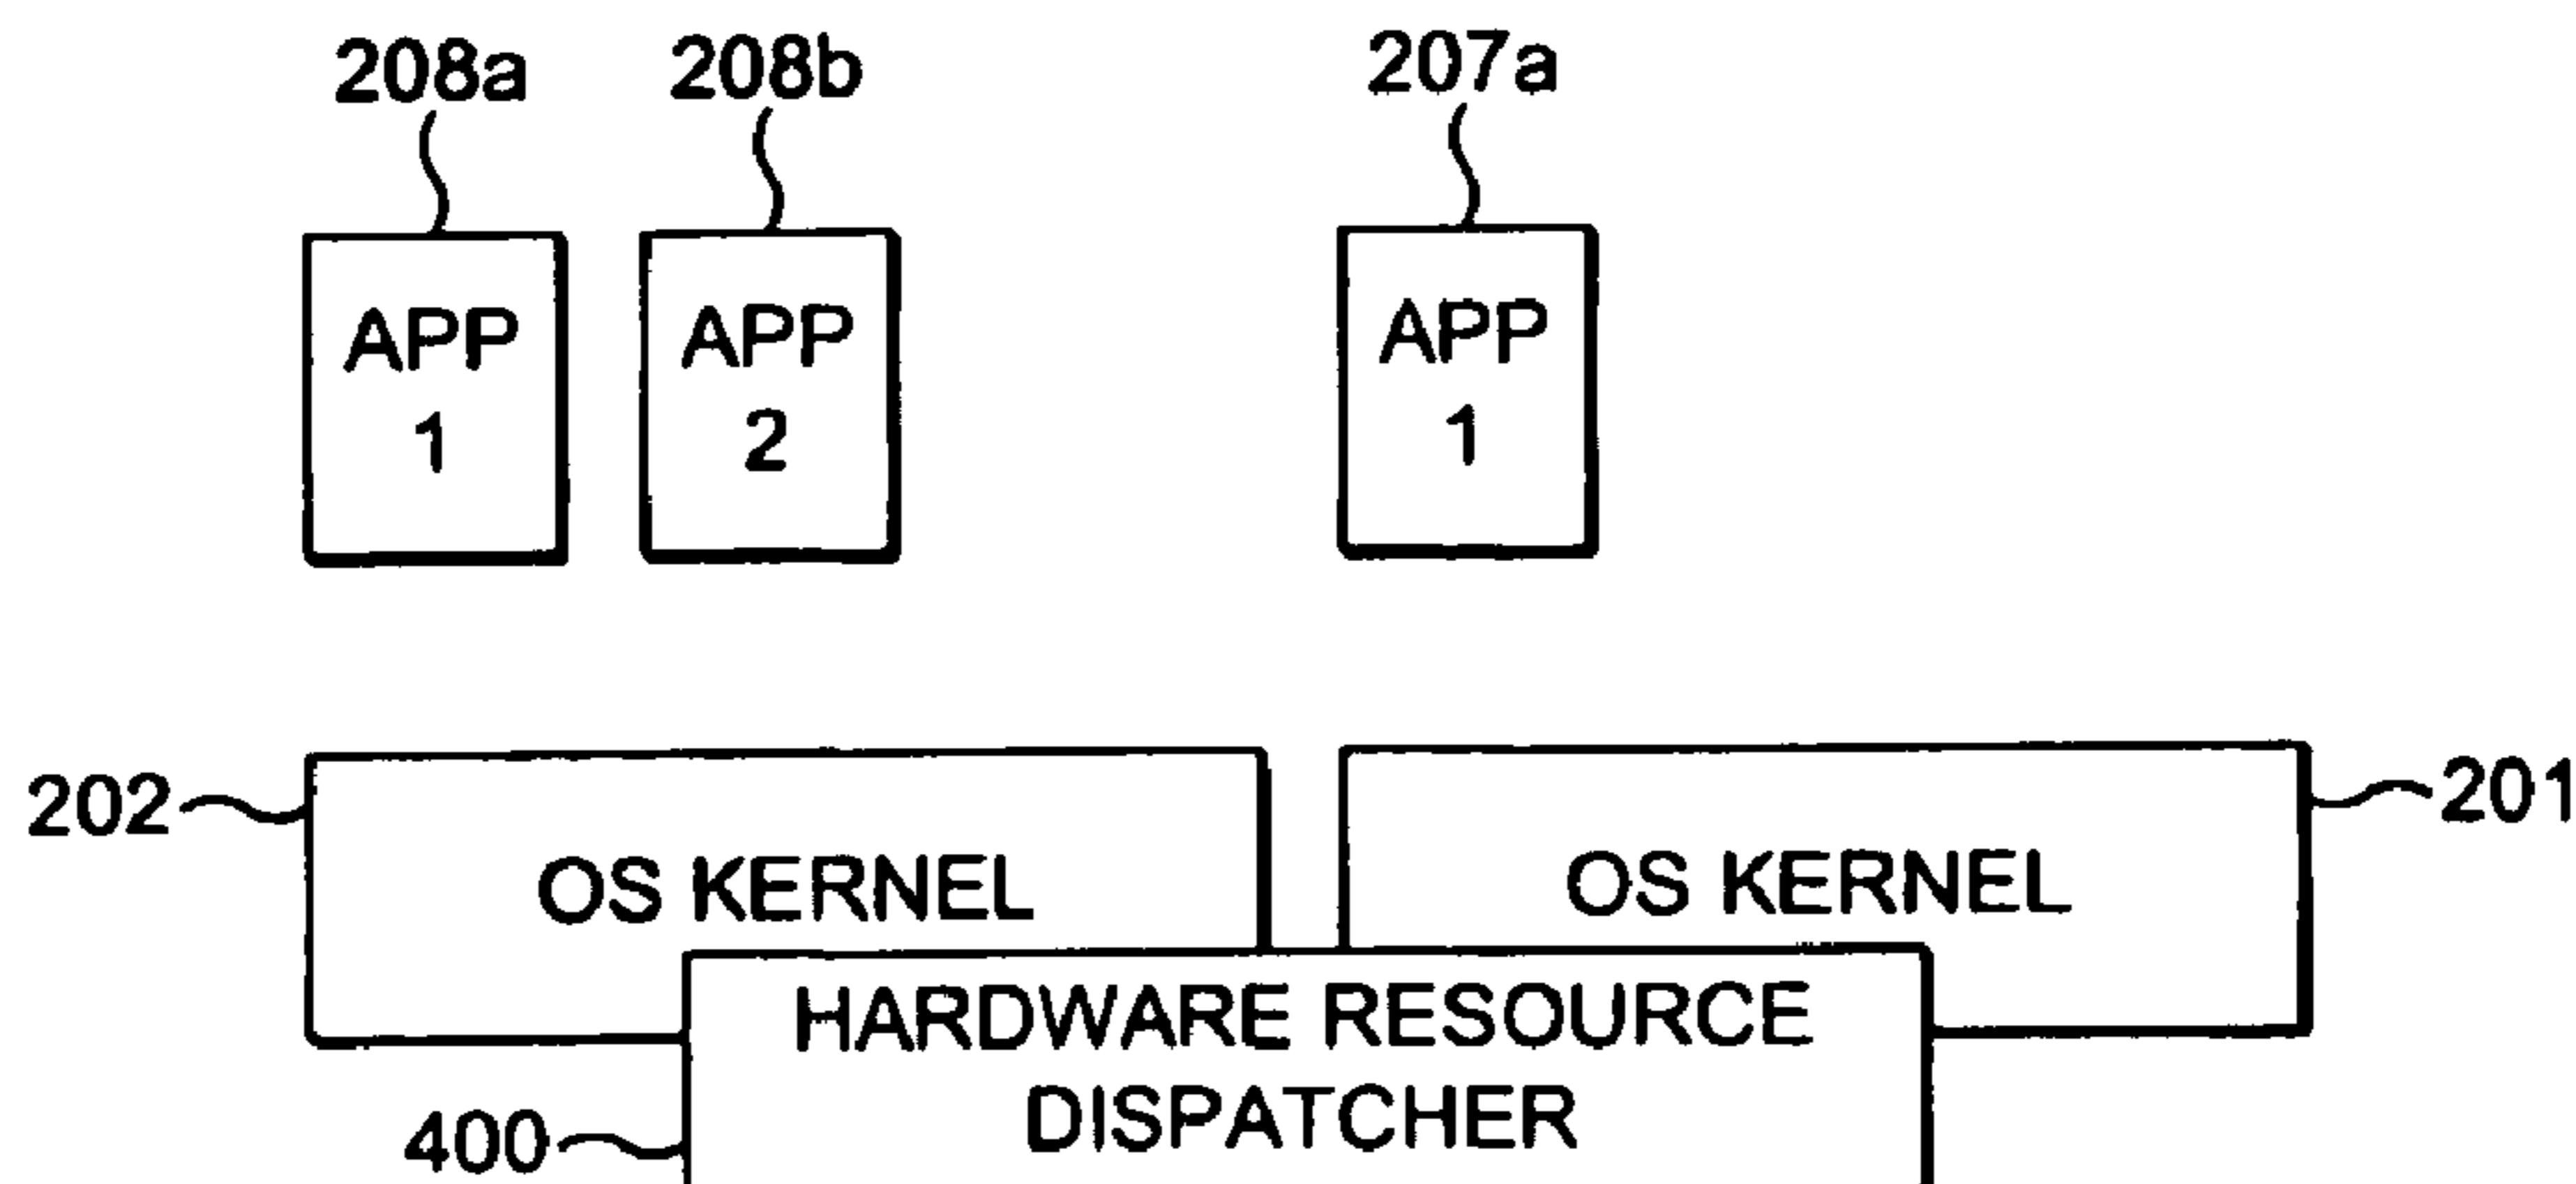 208a 208b 207a
APP
1
APP
2
APP
1
202
OS KERNEL
OS KERNEL
201
HARDWARE RESOURCE
DISPATCHER
400